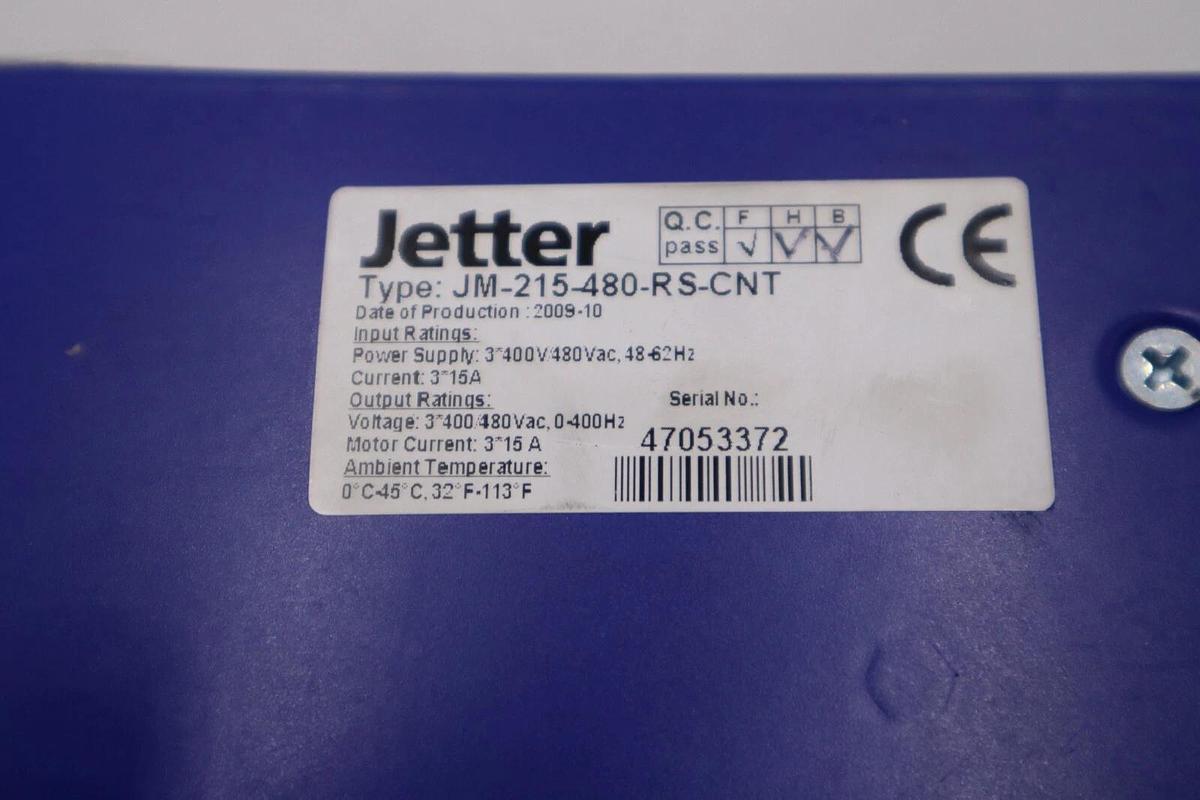 Jetter
Q.C. pass F H B
CE
Type: JM-215-480-RS-CNT
Date of Production : 2009-10
Input Ratings:
Power Supply: 3*400V/480Vac, 48-62Hz
Current: 3*15A
Output Ratings:
Voltage: 3*400/480Vac, 0-400Hz
Motor Current: 3*15 A
Ambient Temperature:
0°C-45°C, 32°F-113°F
Serial No.:
47053372